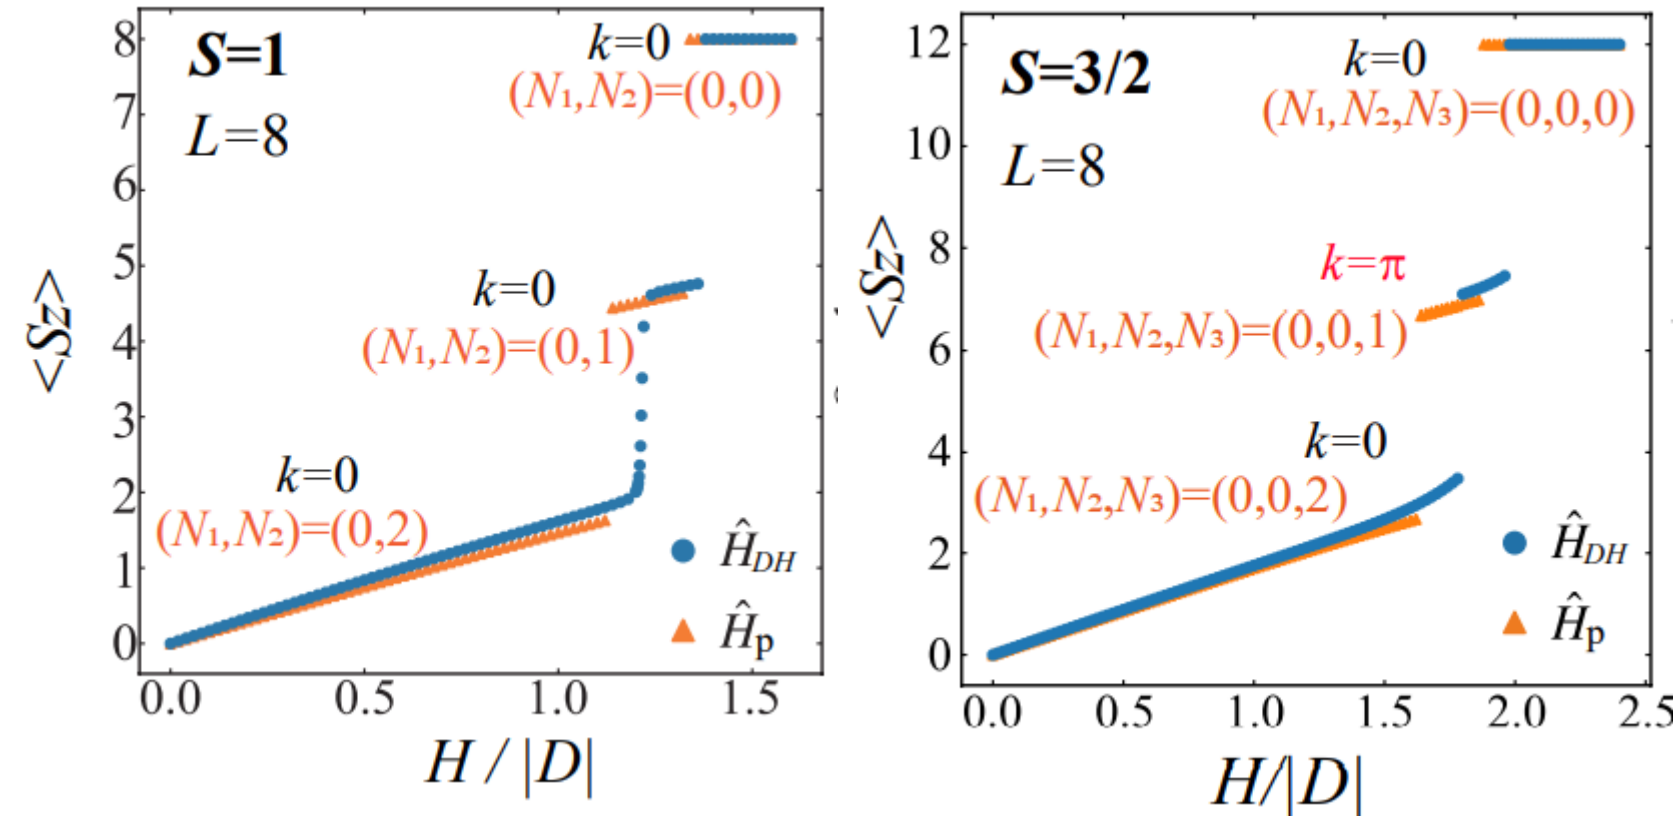 8
7
6
5
4
3
2
1
0
<Sz>
S=1
L=8
k=0
(N₁,N₂)=(0,0)
k=0
(N₁,N₂)=(0,1)
k=0
(N₁,N₂)=(0,2)
Ĥ_DH
Ĥ_p
0.0 0.5 1.0 1.5
H / |D|
12
10
8
6
4
2
0
<Sz>
S=3/2
L=8
k=0
(N₁,N₂,N₃)=(0,0,0)
k=π
(N₁,N₂,N₃)=(0,0,1)
k=0
(N₁,N₂,N₃)=(0,0,2)
Ĥ_DH
Ĥ_p
0.0 0.5 1.0 1.5 2.0 2.5
H/|D|